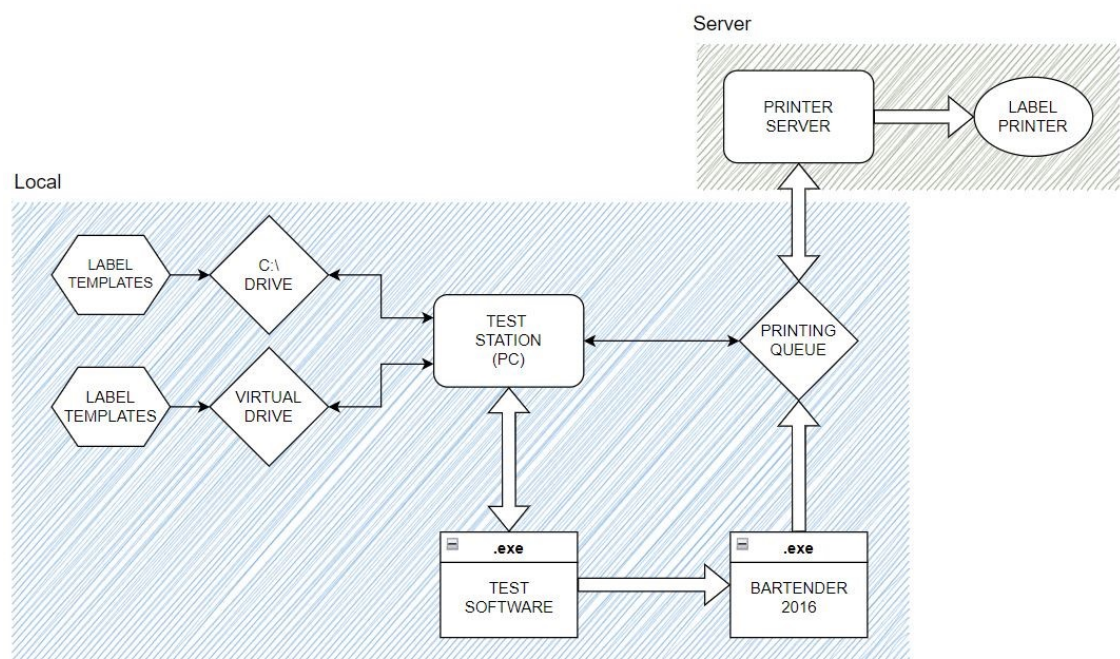 Server
PRINTER
SERVER
LABEL
PRINTER
Local
LABEL
TEMPLATES
C:\
DRIVE
TEST
STATION
(PC)
PRINTING
QUEUE
LABEL
TEMPLATES
VIRTUAL
DRIVE
.exe
TEST
SOFTWARE
.exe
BARTENDER
2016